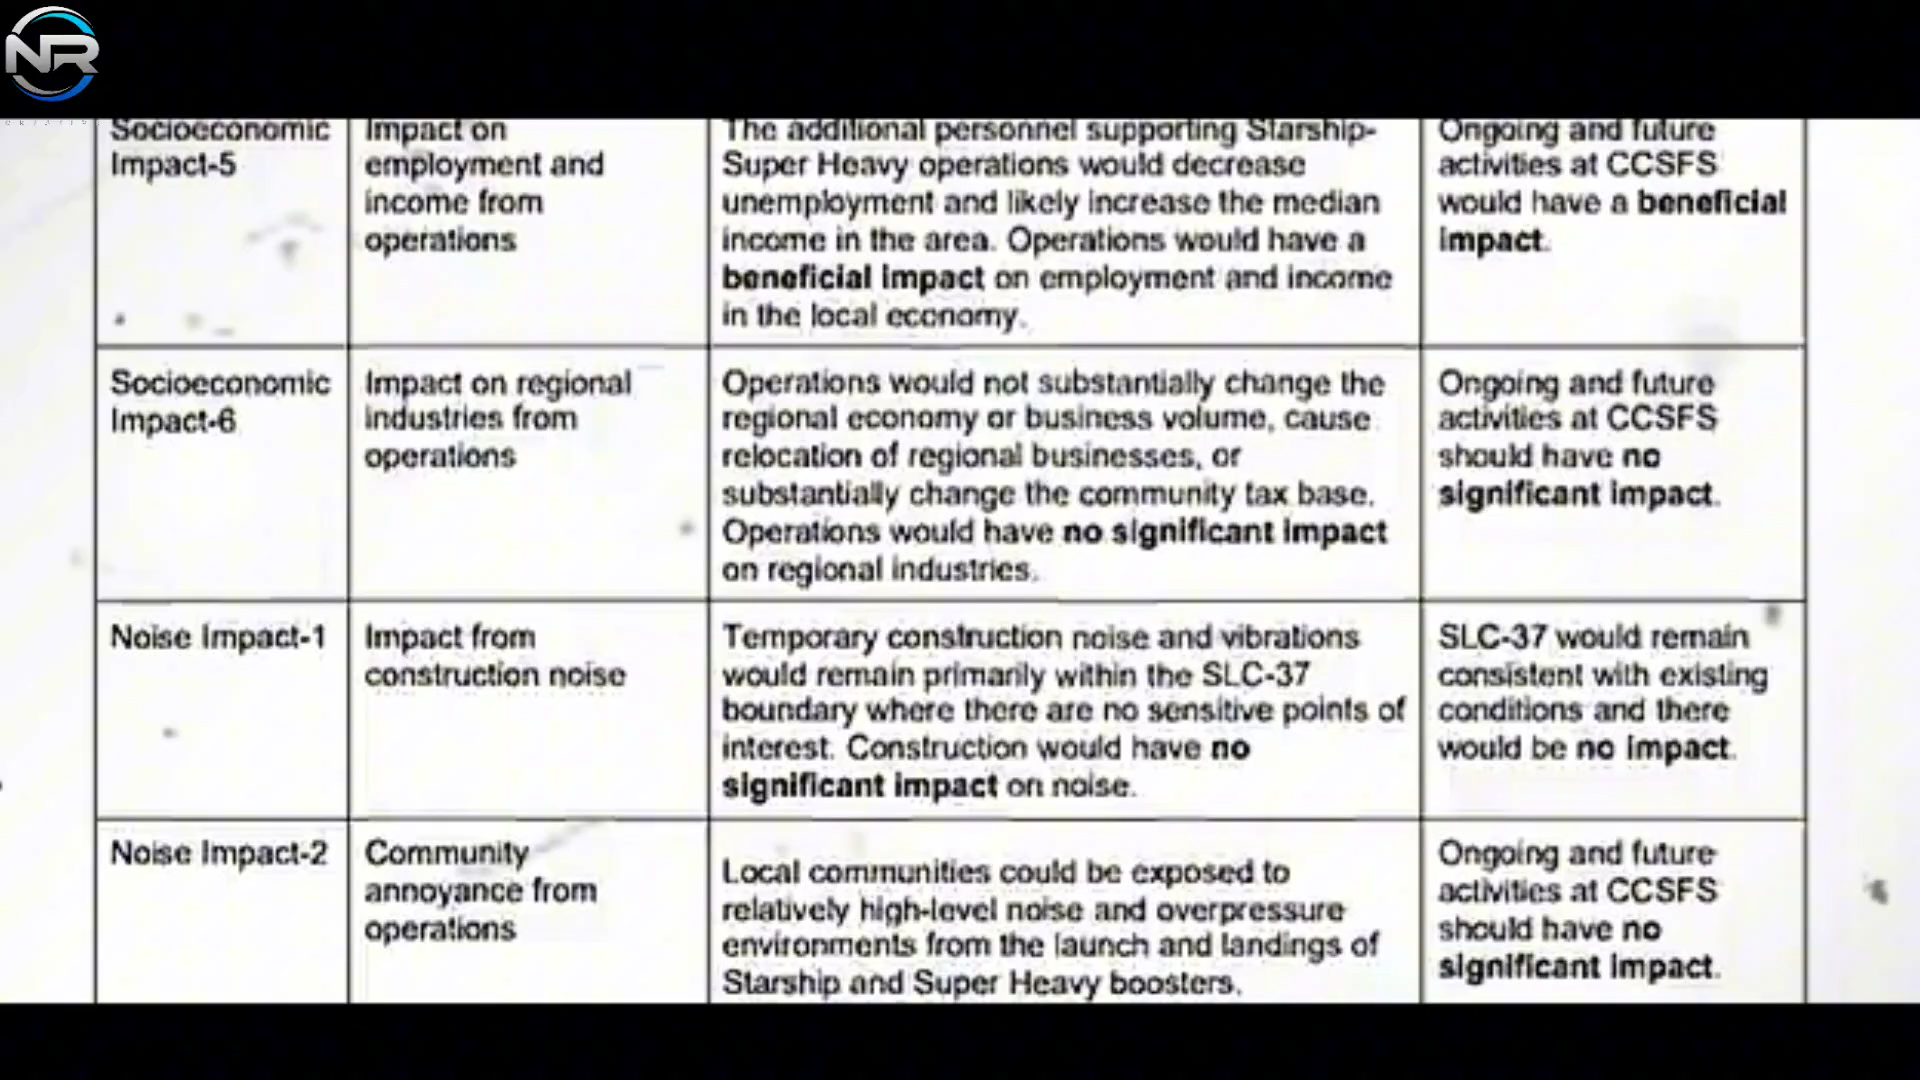 NR
Socioeconomic
Impact-5
Impact on
employment and
income from
operations
The additional personnel supporting Starship-
Super Heavy operations would decrease
unemployment and likely increase the median
income in the area. Operations would have a
beneficial impact on employment and income
in the local economy.
Ongoing and future
activities at CCSFS
would have a beneficial
impact.
Socioeconomic
Impact-6
Impact on regional
industries from
operations
Operations would not substantially change the
regional economy or business volume, cause
relocation of regional businesses, or
substantially change the community tax base.
Operations would have no significant impact
on regional industries.
Ongoing and future
activities at CCSFS
should have no
significant impact.
Noise Impact-1
Impact from
construction noise
Temporary construction noise and vibrations
would remain primarily within the SLC-37
boundary where there are no sensitive points of
interest. Construction would have no
significant impact on noise.
SLC-37 would remain
consistent with existing
conditions and there
would be no impact.
Noise Impact-2
Community
annoyance from
operations
Local communities could be exposed to
relatively high-level noise and overpressure
environments from the launch and landings of
Starship and Super Heavy boosters.
Ongoing and future
activities at CCSFS
should have no
significant impact.